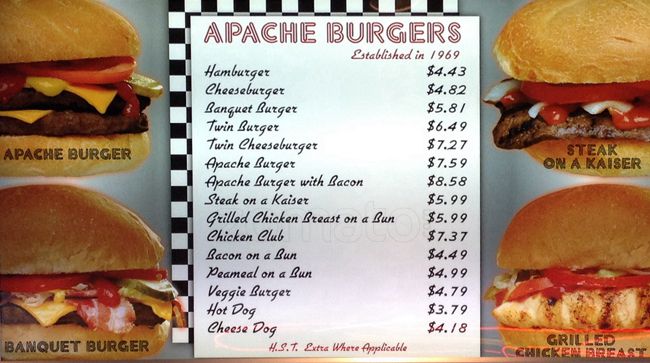 APACHE BURGERS
Established in 1969
Hamburger $4.43
Cheeseburger $4.82
Banquet Burger $5.81
Twin Burger $6.49
Twin Cheeseburger $7.27
Apache Burger $7.59
Apache Burger with Bacon $8.58
Steak on a Kaiser $5.99
Grilled Chicken Breast on a Bun $5.99
Chicken Club $7.37
Bacon on a Bun $4.49
Peameal on a Bun $4.99
Veggie Burger $4.79
Hot Dog $3.79
Cheese Dog $4.18
H.S.T. Extra Where Applicable
APACHE BURGER
BANQUET BURGER
STEAK
ON A KAISER
GRILLED
CHICKEN BREAST